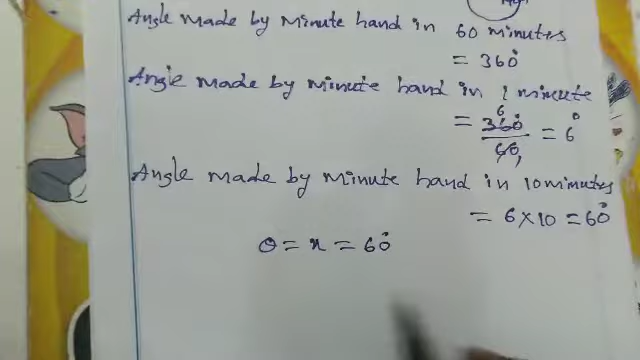 Angle made by Minute hand in 60 minutes
= 360°
Angle made by minute hand in 1 minute
= 360° / 60 = 6°
6
Angle made by Minute hand in 10 minutes
= 6 × 10 = 60°
θ = x = 60°